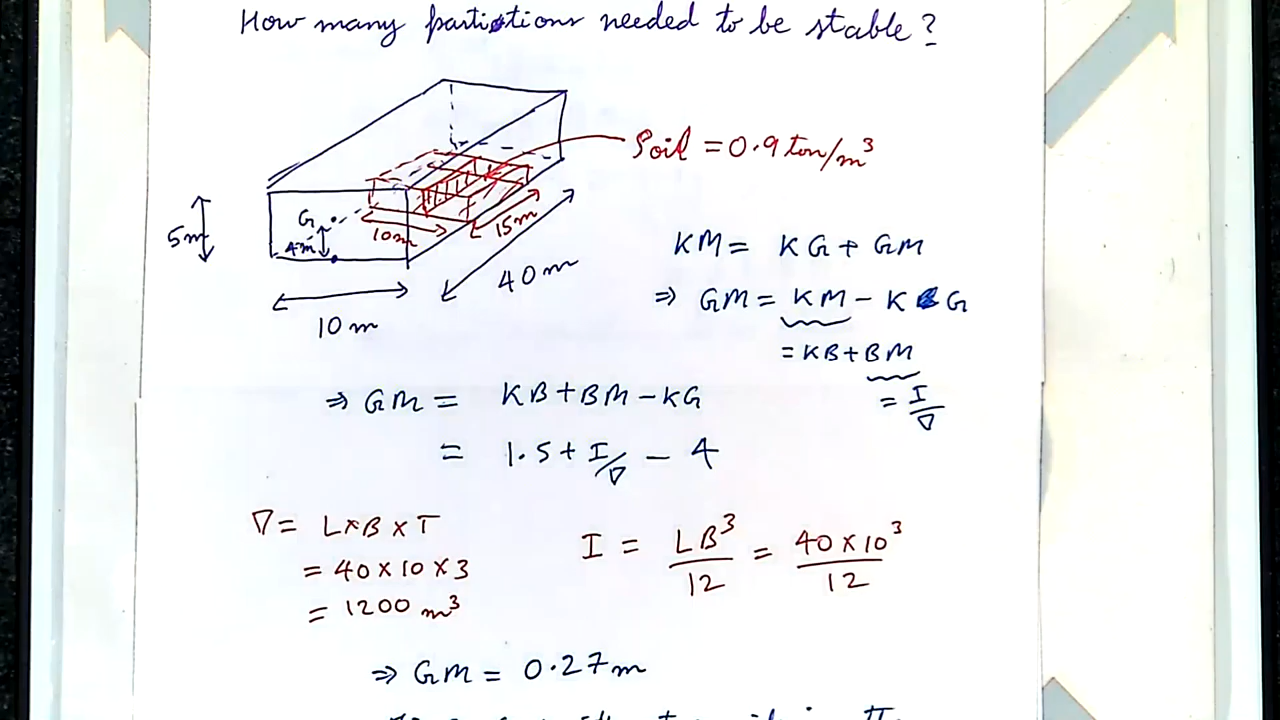 How many partitions needed to be stable?
Soil = 0.9 ton/m³
G
5m
4m
10m
15m
40m
10 m
KM = KG + GM
⇒ GM = KM - KG
= KB + BM
= I/∇
⇒ GM = KB + BM - KG
= 1.5 + I/∇ - 4
∇ = L×B×T
= 40×10×3
= 1200 m³
I = LB³/12 = 40×10³/12
⇒ GM = 0.27m